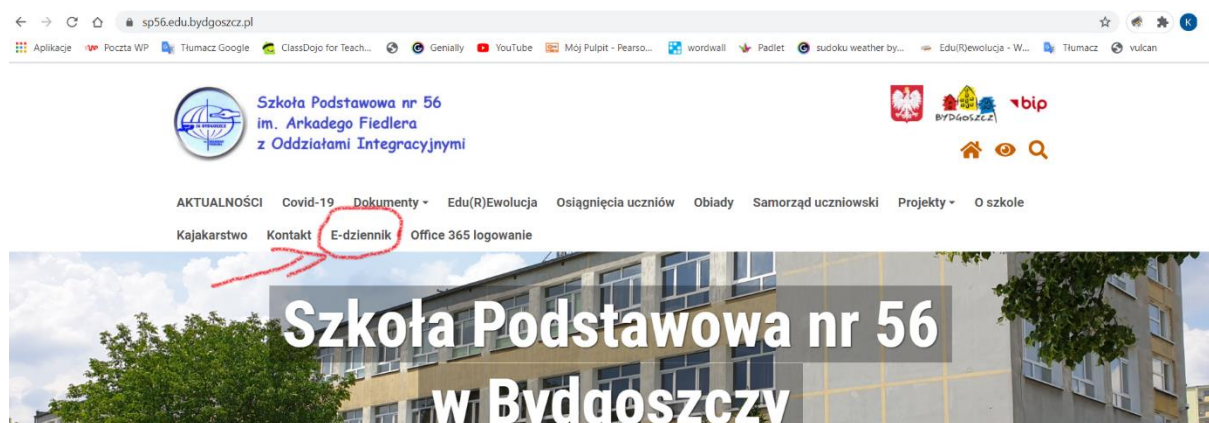 sp56.edu.bydgoszcz.pl
K
Aplikacje Poczta WP Tłumacz Google ClassDojo for Teach... Genially YouTube Mój Pulpit - Pearso... wordwall Padlet sudoku weather by... Edu(R)ewolucja - W... Tłumacz vulcan
Szkoła Podstawowa nr 56
im. Arkadego Fiedlera
z Oddziałami Integracyjnymi
BYDGOSZCZ
bip
AKTUALNOŚCI Covid-19 Dokumenty Edu(R)Ewolucja Osiągnięcia uczniów Obiady Samorząd uczniowski Projekty O szkole
Kajakarstwo Kontakt E-dziennik Office 365 logowanie
Szkoła Podstawowa nr 56
w Bydgoszczy